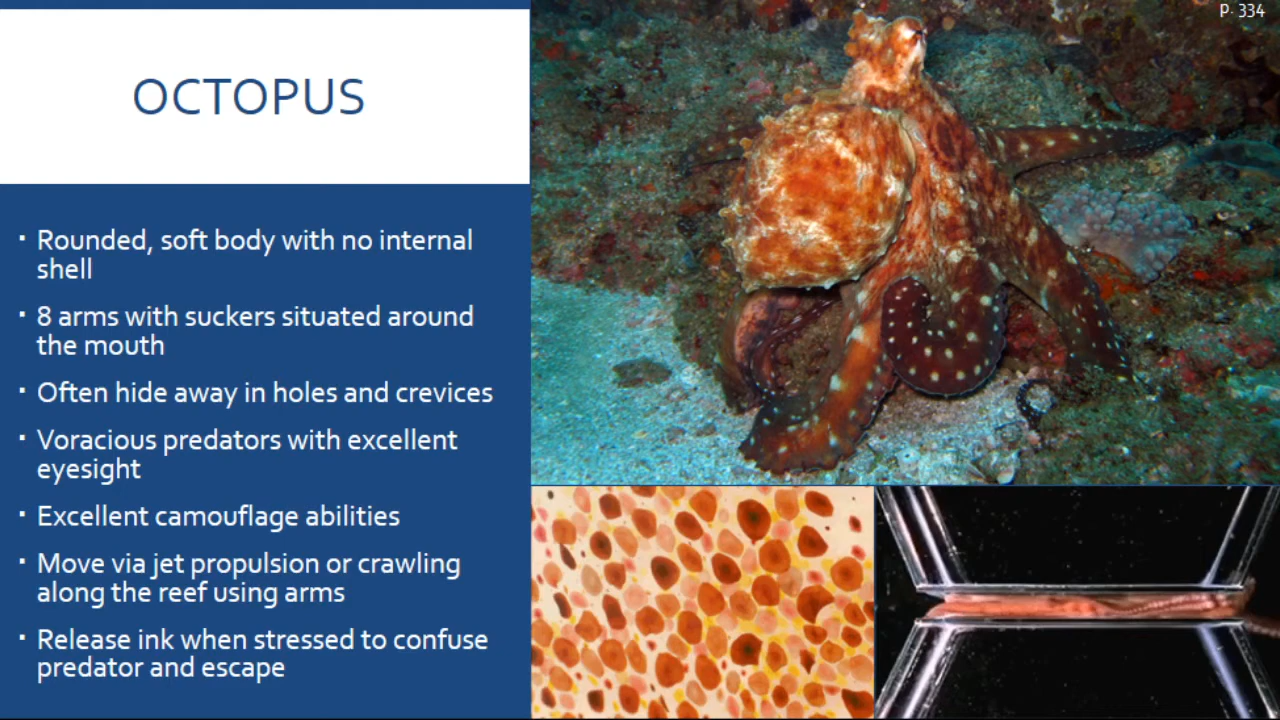 P. 334
OCTOPUS
▪ Rounded, soft body with no internal
shell
▪ 8 arms with suckers situated around
the mouth
▪ Often hide away in holes and crevices
▪ Voracious predators with excellent
eyesight
▪ Excellent camouflage abilities
▪ Move via jet propulsion or crawling
along the reef using arms
▪ Release ink when stressed to confuse
predator and escape